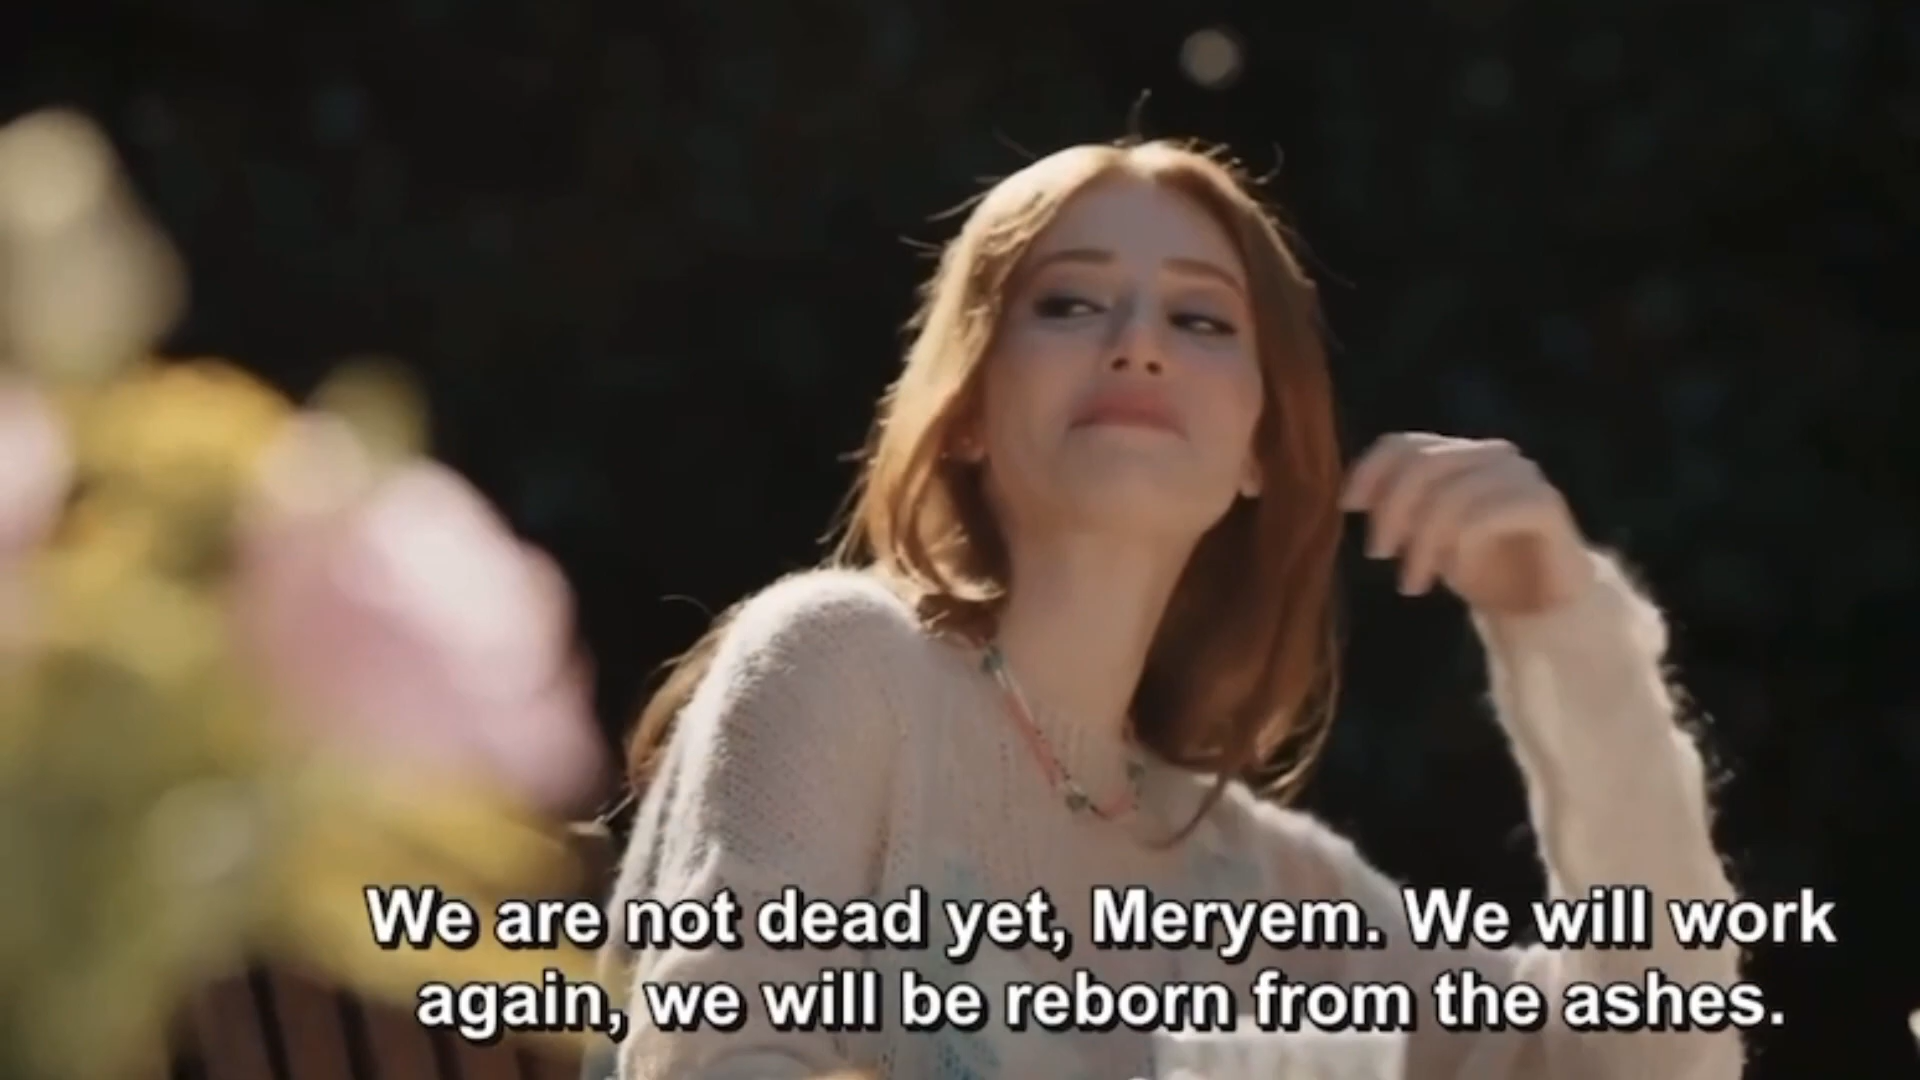 We are not dead yet, Meryem. We will work
again, we will be reborn from the ashes.